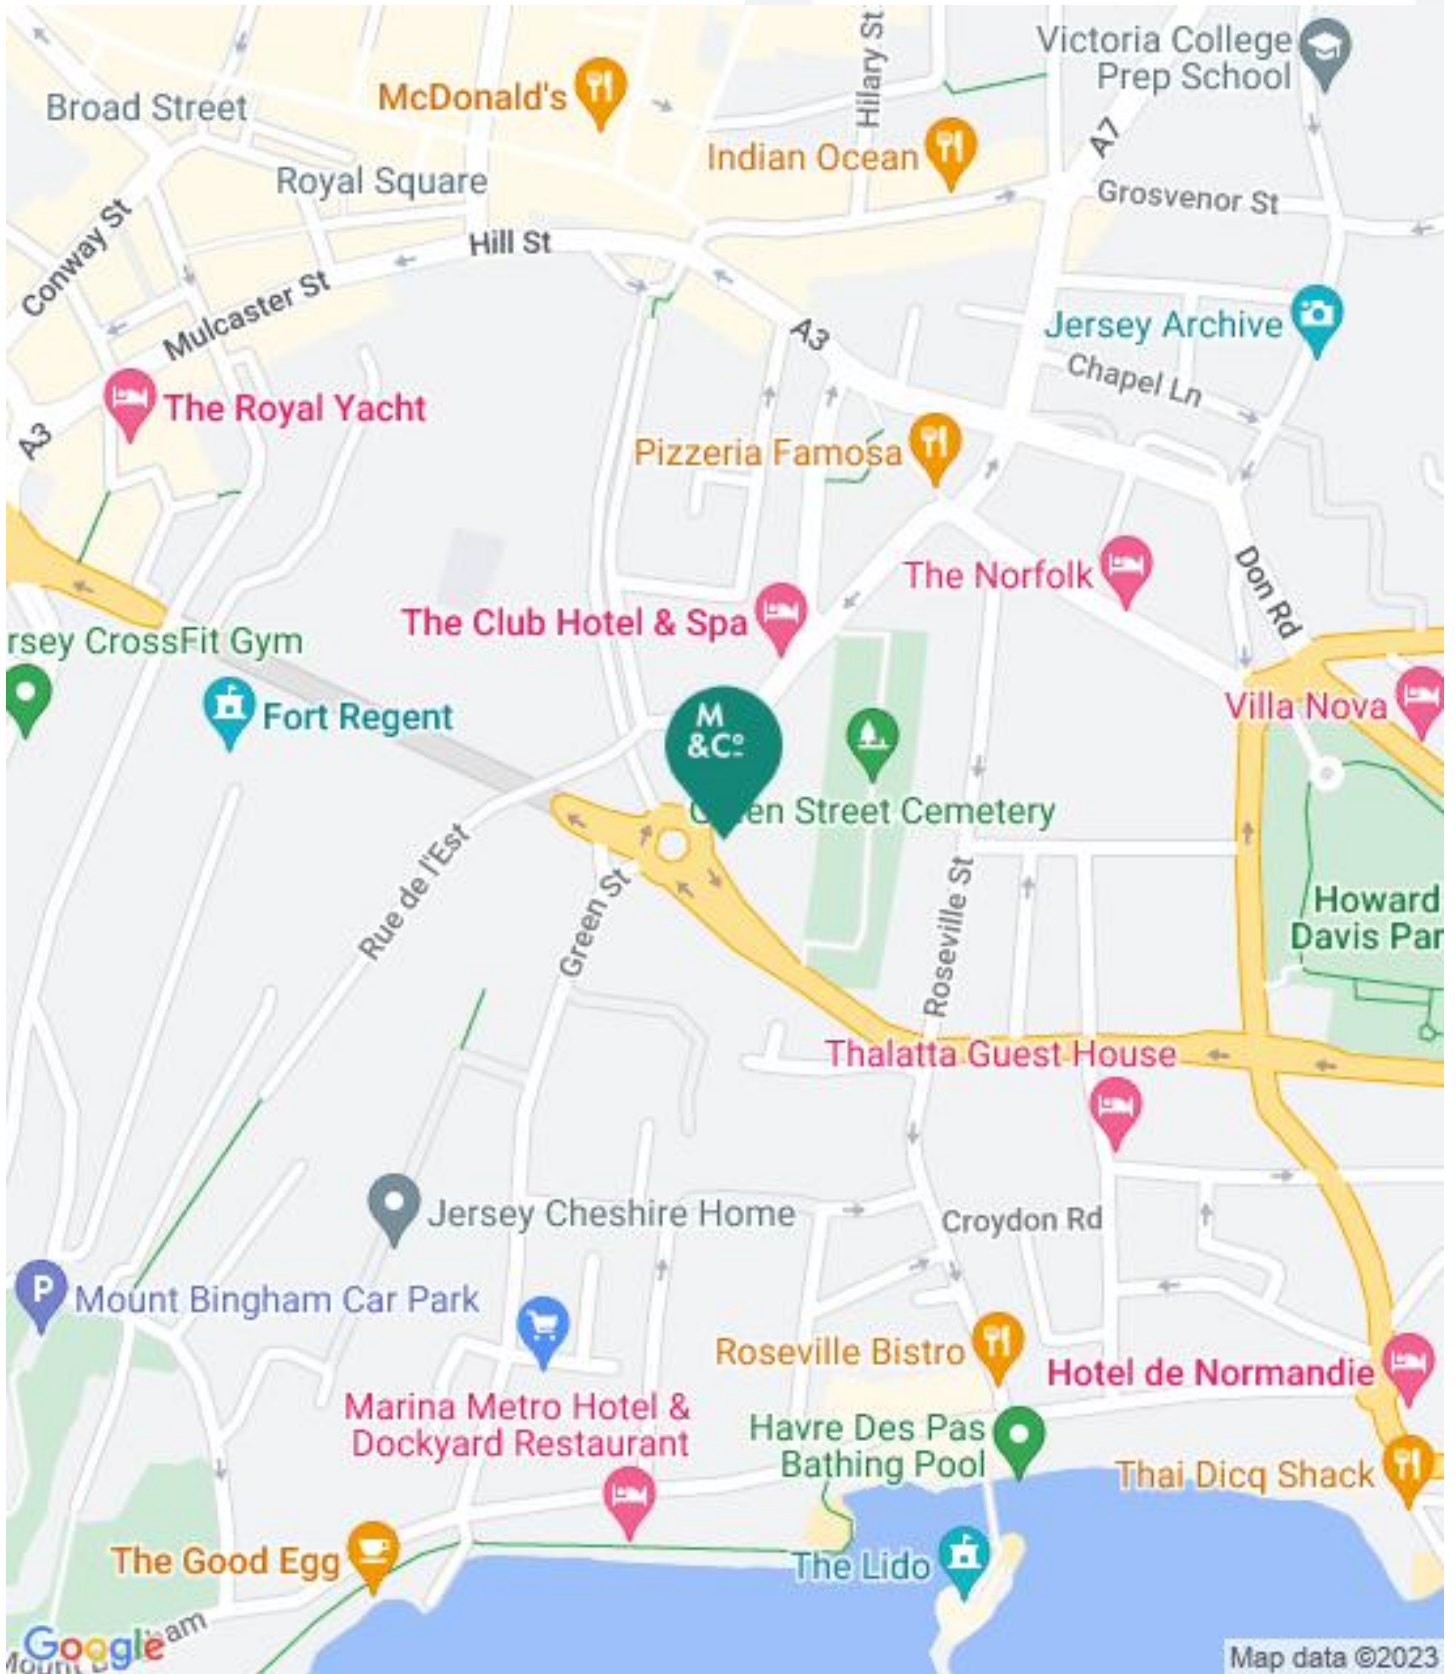 Victoria College
Prep School
Hilary St
McDonald's
Broad Street
A7
Indian Ocean
Royal Square
Grosvenor St
Conway St
Hill St
Mulcaster St
Jersey Archive
A3
Chapel Ln
The Royal Yacht
A3
Pizzeria Famosa
The Norfolk
Don Rd
The Club Hotel & Spa
rsey CrossFit Gym
Fort Regent
Villa Nova
M
&Co
en Street Cemetery
Rue de l'Est
Green St
Roseville St
Howard
Davis Par
Thalatta Guest House
Jersey Cheshire Home
Croydon Rd
P
Mount Bingham Car Park
Roseville Bistro
Hotel de Normandie
Marina Metro Hotel &
Dockyard Restaurant
Havre Des Pas
Bathing Pool
Thai Dicq Shack
The Good Egg
The Lido
Google
Map data ©2023